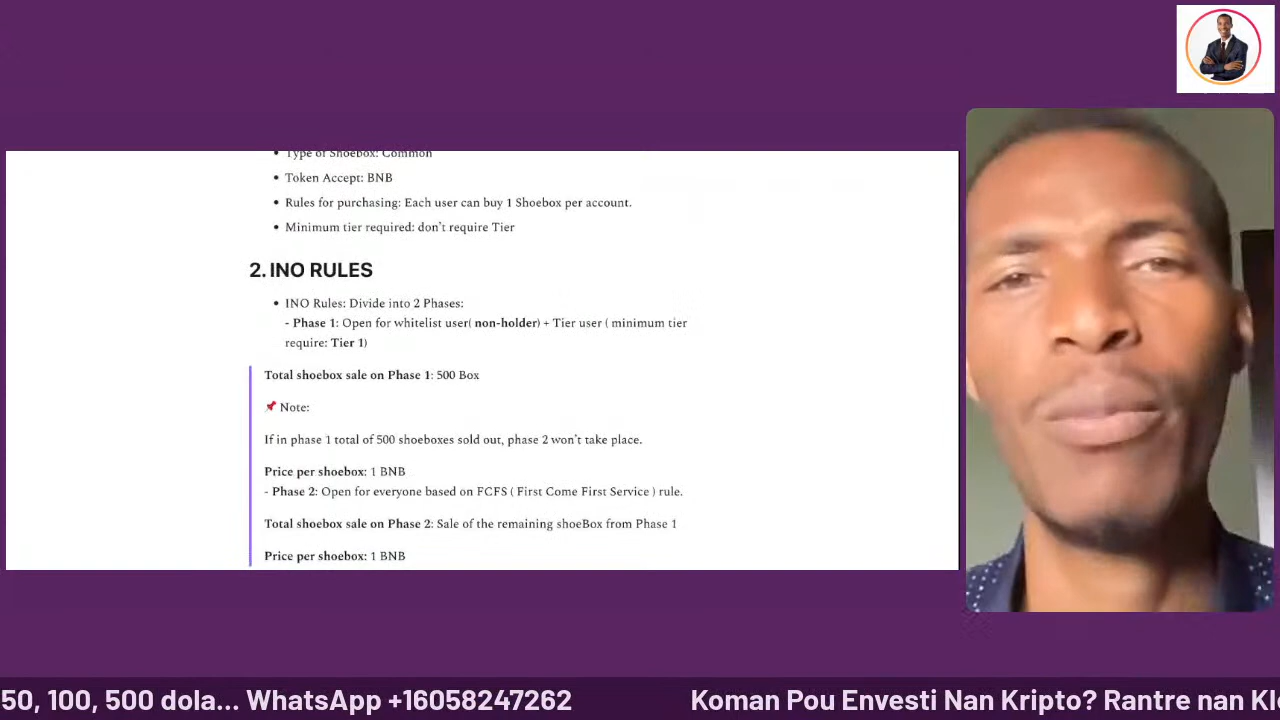 Type of Shoebox: Common
Token Accept: BNB
Rules for purchasing: Each user can buy 1 Shoebox per account.
Minimum tier required: don't require Tier
2. INO RULES
INO Rules: Divide into 2 Phases:
- Phase 1: Open for whitelist user( non-holder) + Tier user ( minimum tier
require: Tier 1)
Total shoebox sale on Phase 1: 500 Box
📌 Note:
If in phase 1 total of 500 shoeboxes sold out, phase 2 won't take place.
Price per shoebox: 1 BNB
- Phase 2: Open for everyone based on FCFS ( First Come First Service ) rule.
Total shoebox sale on Phase 2: Sale of the remaining shoeBox from Phase 1
Price per shoebox: 1 BNB
50, 100, 500 dola... WhatsApp +16058247262 Koman Pou Envesti Nan Kripto? Rantre nan